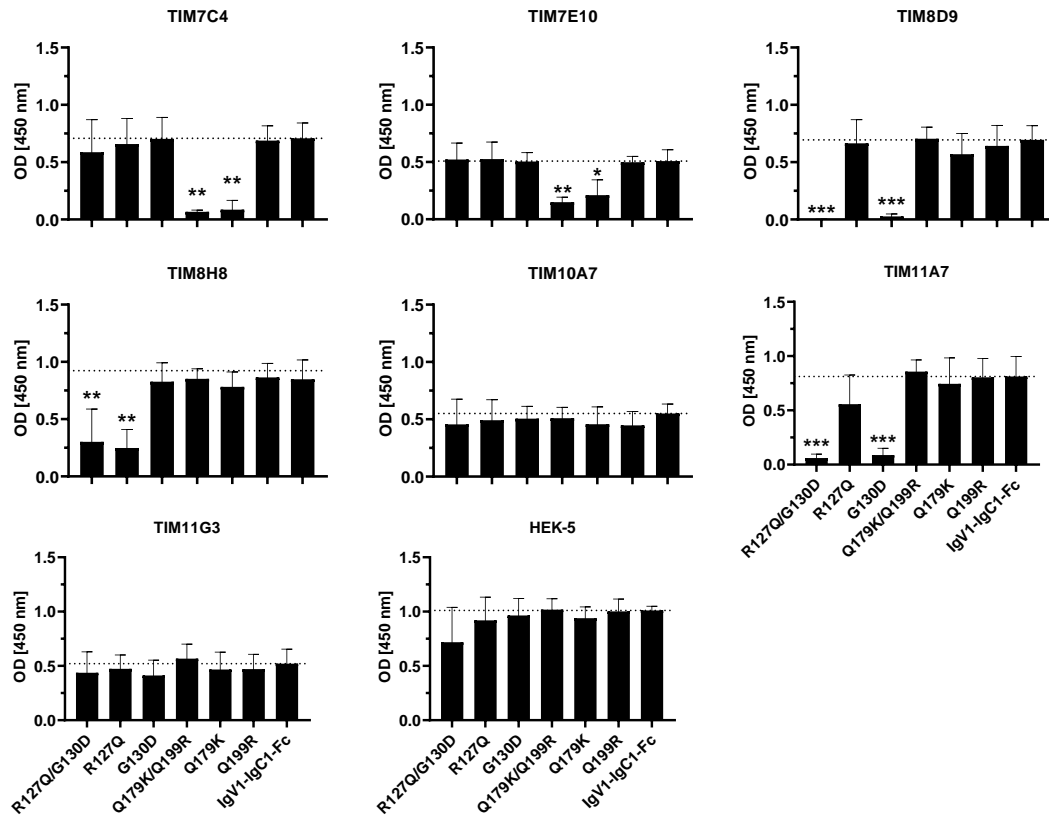 TIM7C4
1.5
1.0
0.5
0.0
OD [450 nm]
** **
TIM7E10
1.5
1.0
0.5
0.0
OD [450 nm]
** *
TIM8D9
1.5
1.0
0.5
0.0
OD [450 nm]
*** ***
TIM8H8
1.5
1.0
0.5
0.0
OD [450 nm]
** **
TIM10A7
1.5
1.0
0.5
0.0
OD [450 nm]
TIM11A7
1.5
1.0
0.5
0.0
OD [450 nm]
*** ***
R127Q/G130D
R127Q
G130D
Q179K/Q199R
Q179K
Q199R
IgV1-IgC1-Fc
TIM11G3
1.5
1.0
0.5
0.0
OD [450 nm]
R127Q/G130D
R127Q
G130D
Q179K/Q199R
Q179K
Q199R
IgV1-IgC1-Fc
HEK-5
1.5
1.0
0.5
0.0
OD [450 nm]
R127Q/G130D
R127Q
G130D
Q179K/Q199R
Q179K
Q199R
IgV1-IgC1-Fc